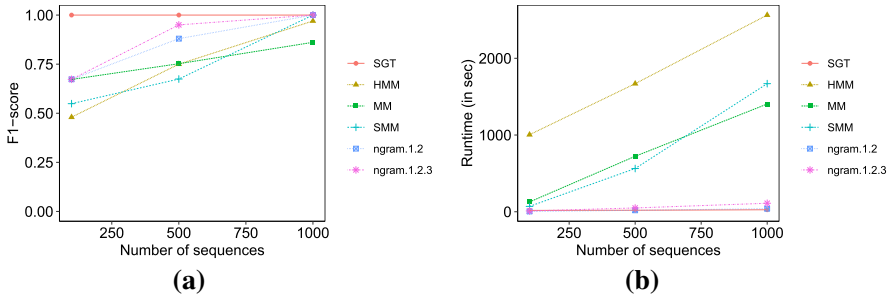 1.00
0.75
0.50
0.25
0.00
F1−score
250
500
750
1000
Number of sequences
SGT
HMM
MM
SMM
ngram.1.2
ngram.1.2.3
(a)
2000
1000
0
Runtime (in sec)
250
500
750
1000
Number of sequences
SGT
HMM
MM
SMM
ngram.1.2
ngram.1.2.3
(b)